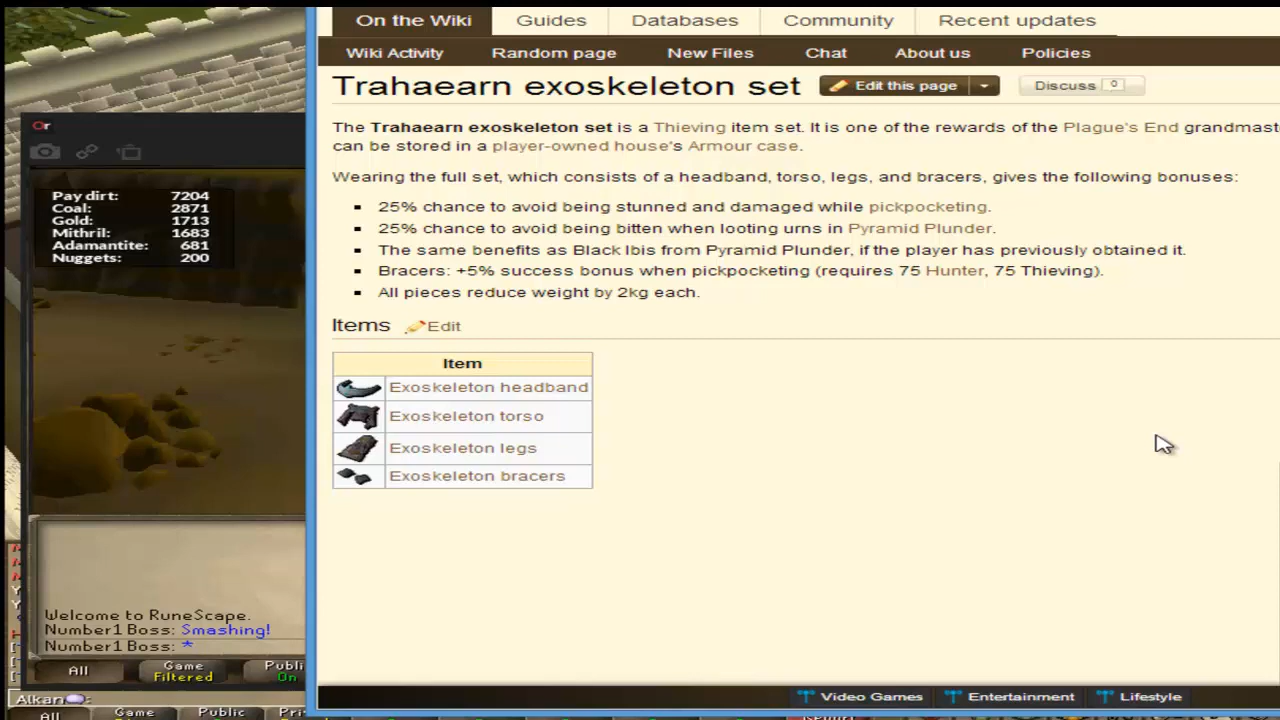 On the Wiki Guides Databases Community Recent updates
Wiki Activity Random page New Files Chat About us Policies
Trahaearn exoskeleton set Edit this page Discuss 0
The Trahaearn exoskeleton set is a Thieving item set. It is one of the rewards of the Plague's End grandmast
can be stored in a player-owned house's Armour case.
Wearing the full set, which consists of a headband, torso, legs, and bracers, gives the following bonuses:
25% chance to avoid being stunned and damaged while pickpocketing.
25% chance to avoid being bitten when looting urns in Pyramid Plunder.
The same benefits as Black Ibis from Pyramid Plunder, if the player has previously obtained it.
Bracers: +5% success bonus when pickpocketing (requires 75 Hunter, 75 Thieving).
All pieces reduce weight by 2kg each.
Items Edit
Item
Exoskeleton headband
Exoskeleton torso
Exoskeleton legs
Exoskeleton bracers
Video Games Entertainment Lifestyle
Or
Pay dirt: 7204
Coal: 2871
Gold: 1713
Mithril: 1683
Adamantite: 681
Nuggets: 200
Welcome to RuneScape.
Number1 Boss: Smashing!
Number1 Boss: *
All Game Filtered Publi On
Alkan:
All Game Public Pri